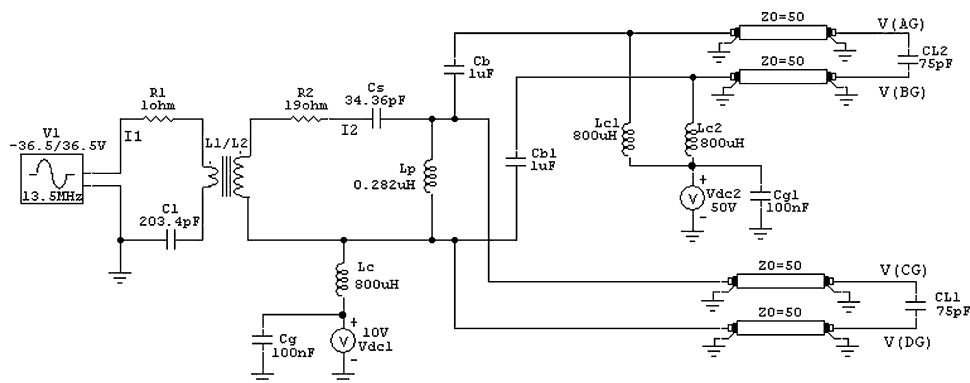 Z0=50
V(AG)
Cb
1uF
CL2
75pF
Z0=50
V(BG)
R1
1ohm
R2
19ohm
Cs
34.36pF
I2
V1
-36.5/36.5V
I1
L1/L2
Lc1
800uH
Lc2
800uH
Cb1
1uF
Lp
0.282uH
13.5MHz
C1
203.4pF
+
V
-
Vdc2
50V
Cg1
100nF
Z0=50
V(CG)
Lc
800uH
CL1
75pF
Z0=50
V(DG)
Cg
100nF
+
V
-
10V
Vdc1